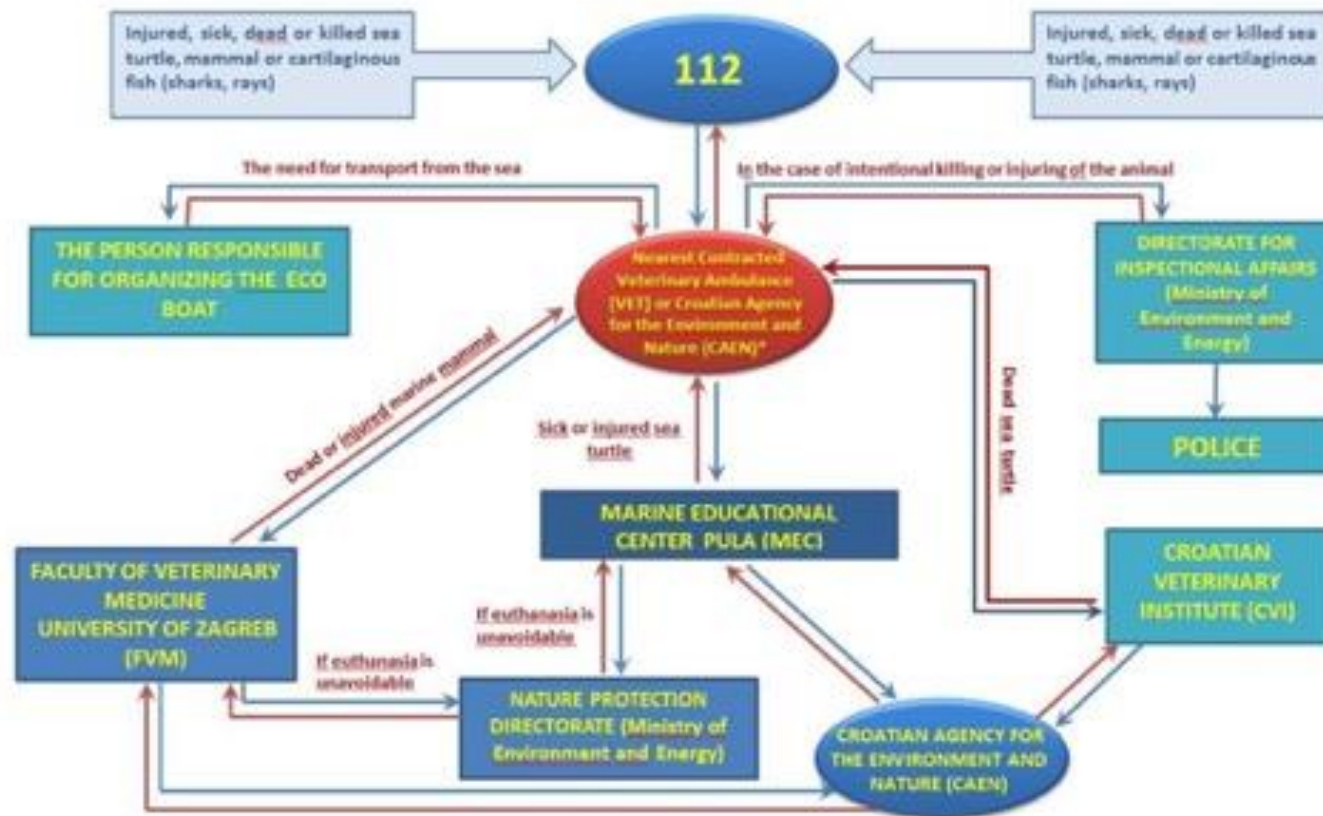 Injured, sick, dead or killed sea
turtle, mammal or cartilaginous
fish (sharks, rays)
112
Injured, sick, dead or killed sea
turtle, mammal or cartilaginous
fish (sharks, rays)
The need for transport from the sea
In the case of intentional killing or injuring of the animal
THE PERSON RESPONSIBLE
FOR ORGANIZING THE ECO
BOAT
Nearest Contracted
Veterinary Ambulance
(VET) or Croatian Agency
for the Environment and
Nature (CAEN)*
DIRECTORATE FOR
INSPECTIONAL AFFAIRS
(Ministry of
Environment and
Energy)
Dead or injured marine mammal
Sick or injured sea
turtle
Dead sea turtle
POLICE
MARINE EDUCATIONAL
CENTER PULA (MEC)
FACULTY OF VETERINARY
MEDICINE
UNIVERSITY OF ZAGREB
(FVM)
CROATIAN
VETERINARY
INSTITUTE (CVI)
If euthanasia is
unavoidable
If euthanasia is
unavoidable
NATURE PROTECTION
DIRECTORATE (Ministry of
Environment and Energy)
CROATIAN AGENCY FOR
THE ENVIRONMENT AND
NATURE (CAEN)